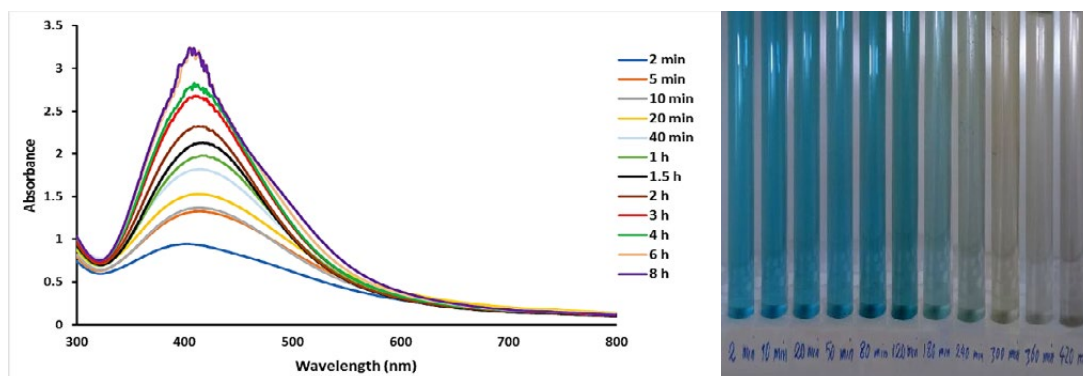 3.5
3
2.5
2
1.5
1
0.5
0
300 400 500 600 700 800
Absorbance
Wavelength (nm)
2 min
5 min
10 min
20 min
40 min
1 h
1.5 h
2 h
3 h
4 h
6 h
8 h
2 min 10 min 20 min 50 min 80 min 120 min 180 min 240 min 300 min 360 min 420 m